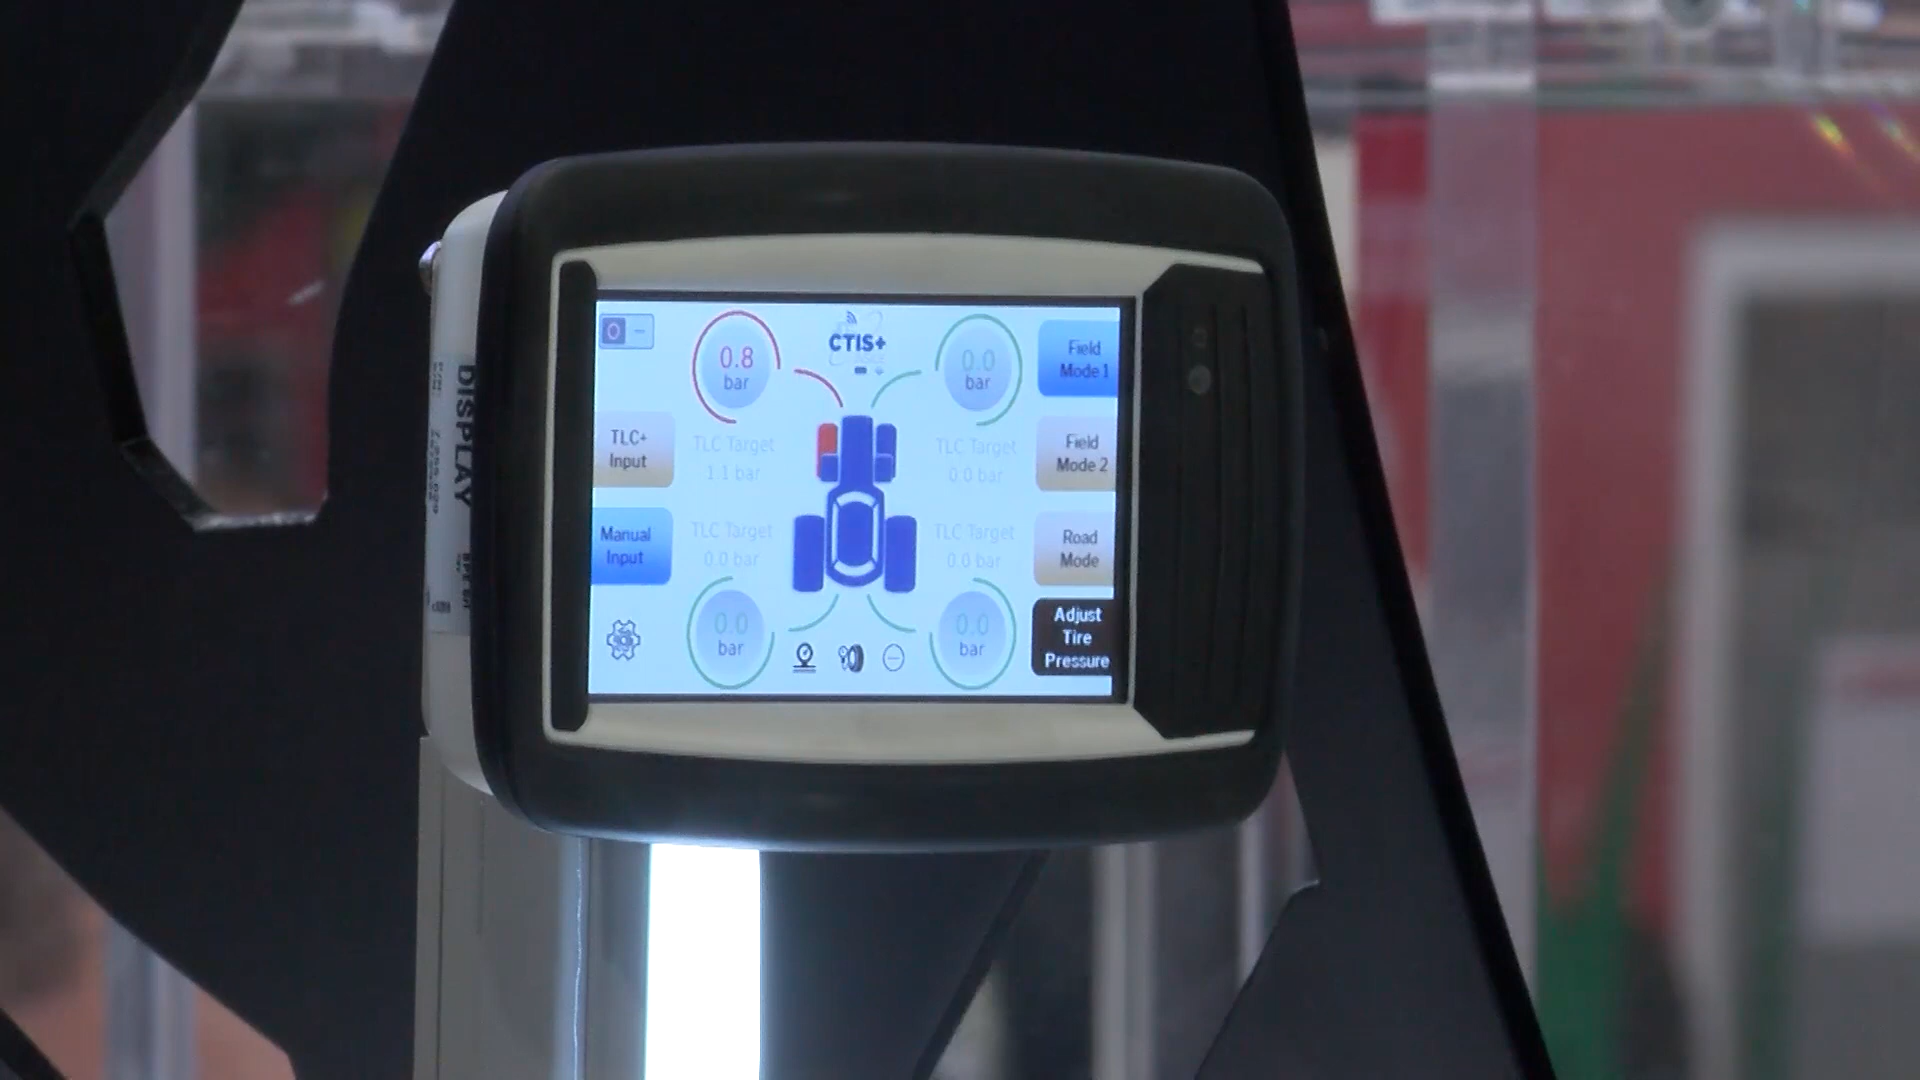 0.8
bar
CTIS+
0.0
bar
Field
Mode 1
TLC+
Input
TLC Target
1.1 bar
TLC Target
0.0 bar
Field
Mode 2
Manual
Input
TLC Target
0.0 bar
TLC Target
0.0 bar
Road
Mode
0.0
bar
0.0
bar
Adjust
Tire
Pressure
DISPLAY